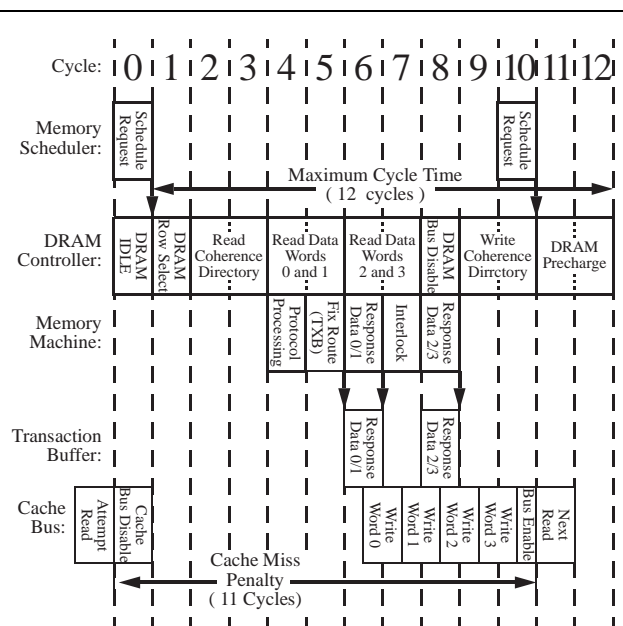 Cycle: 0 1 2 3 4 5 6 7 8 9 10 11 12
Memory
Scheduler:
Schedule
Request
Schedule
Request
Maximum Cycle Time
( 12 cycles )
DRAM
Controller:
DRAM
IDLE
DRAM
Row Select
Read
Coherence
Dirrectory
Read Data
Words
0 and 1
Read Data
Words
2 and 3
DRAM
Bus Disable
Write
Coherence
Dirrctory
DRAM
Precharge
Memory
Machine:
Protocol
Processing
Fix Route
(TXB)
Response
Data 0/1
Interlock
Response
Data 2/3
Transaction
Buffer:
Response
Data 0/1
Response
Data 2/3
Cache
Bus:
Attempt
Read
Cache
Bus Disable
Write
Word 0
Write
Word 1
Write
Word 2
Write
Word 3
Bus Enable
Next
Read
Cache Miss
Penalty
( 11 Cycles)